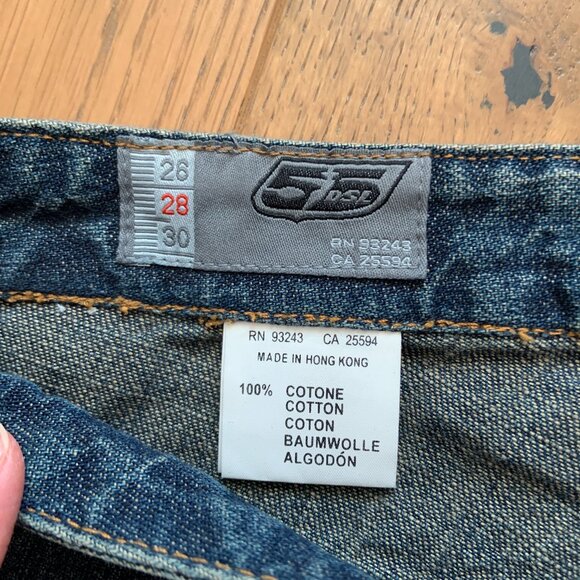 26
28
30
55
DSL
RN 93243
CA 25594
RN 93243 CA 25594
MADE IN HONG KONG
100% COTONE
COTTON
COTON
BAUMWOLLE
ALGODÓN